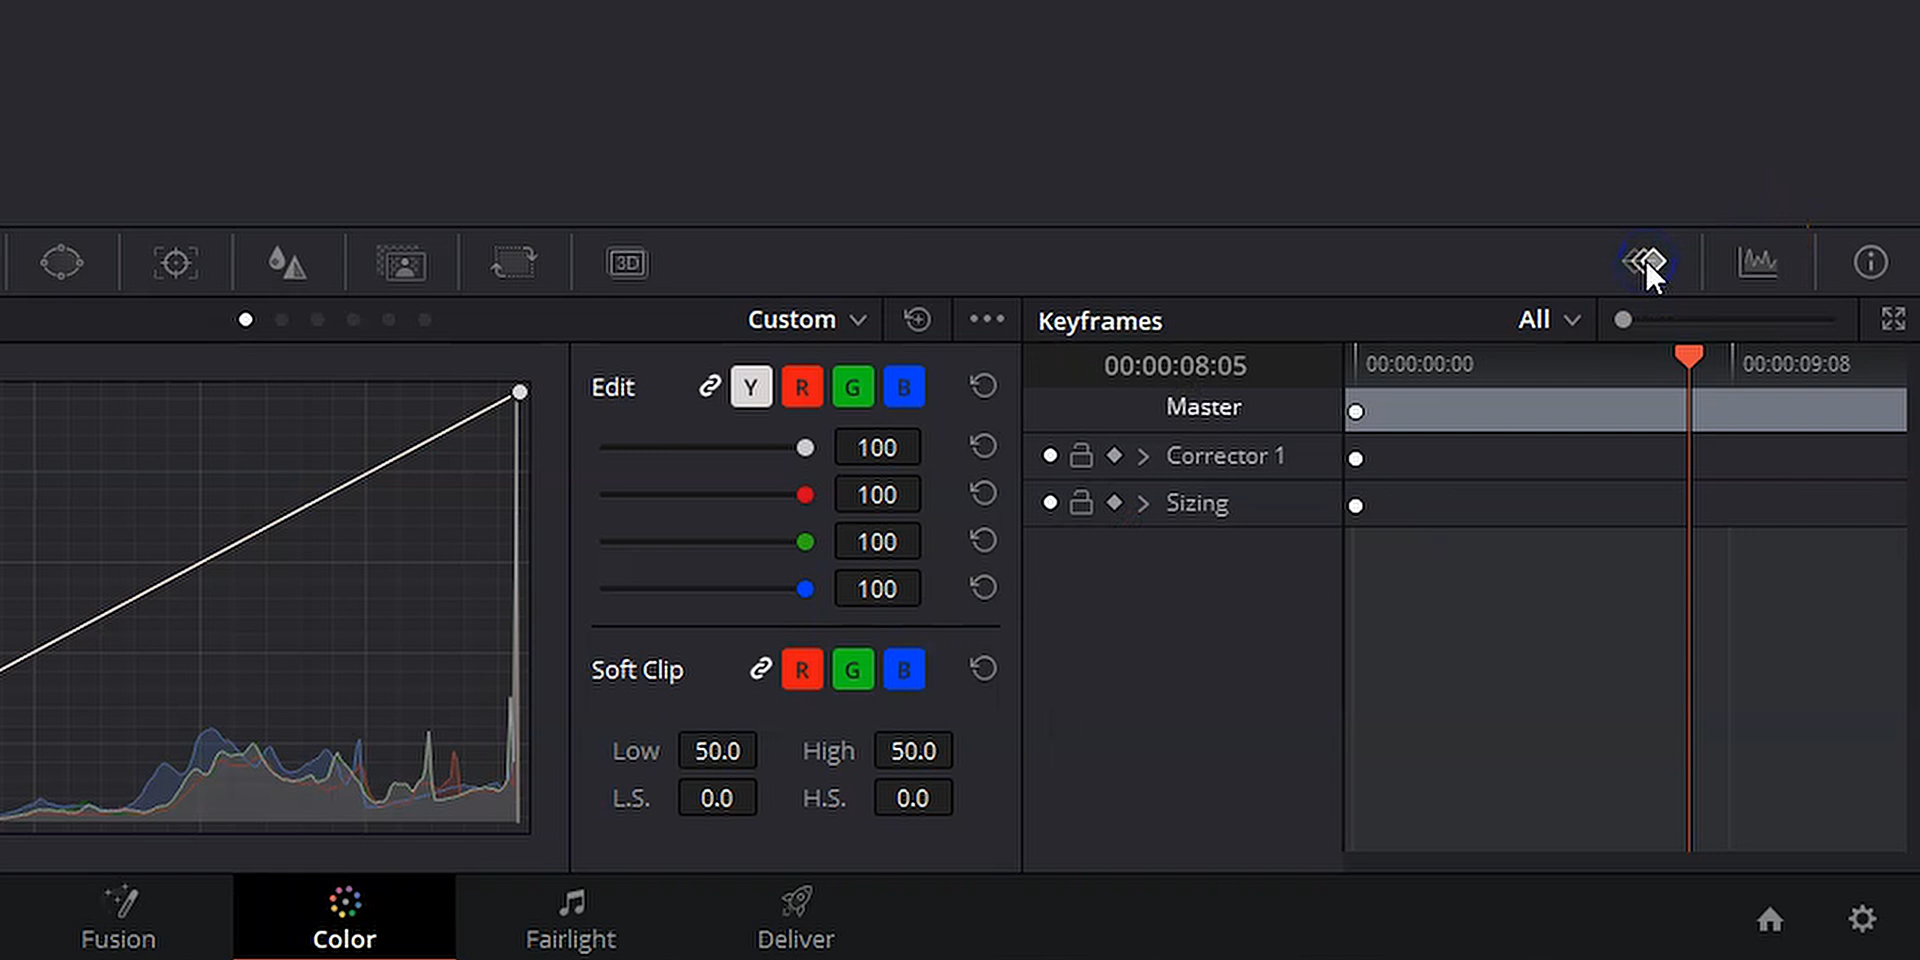 3D
Custom
Keyframes
All
Edit
Y
R
G
B
100
100
100
100
Soft Clip
R
G
B
Low
50.0
High
50.0
L.S.
0.0
H.S.
0.0
00:00:08:05
00:00:00:00
00:00:09:08
Master
Corrector 1
Sizing
Fusion
Color
Fairlight
Deliver